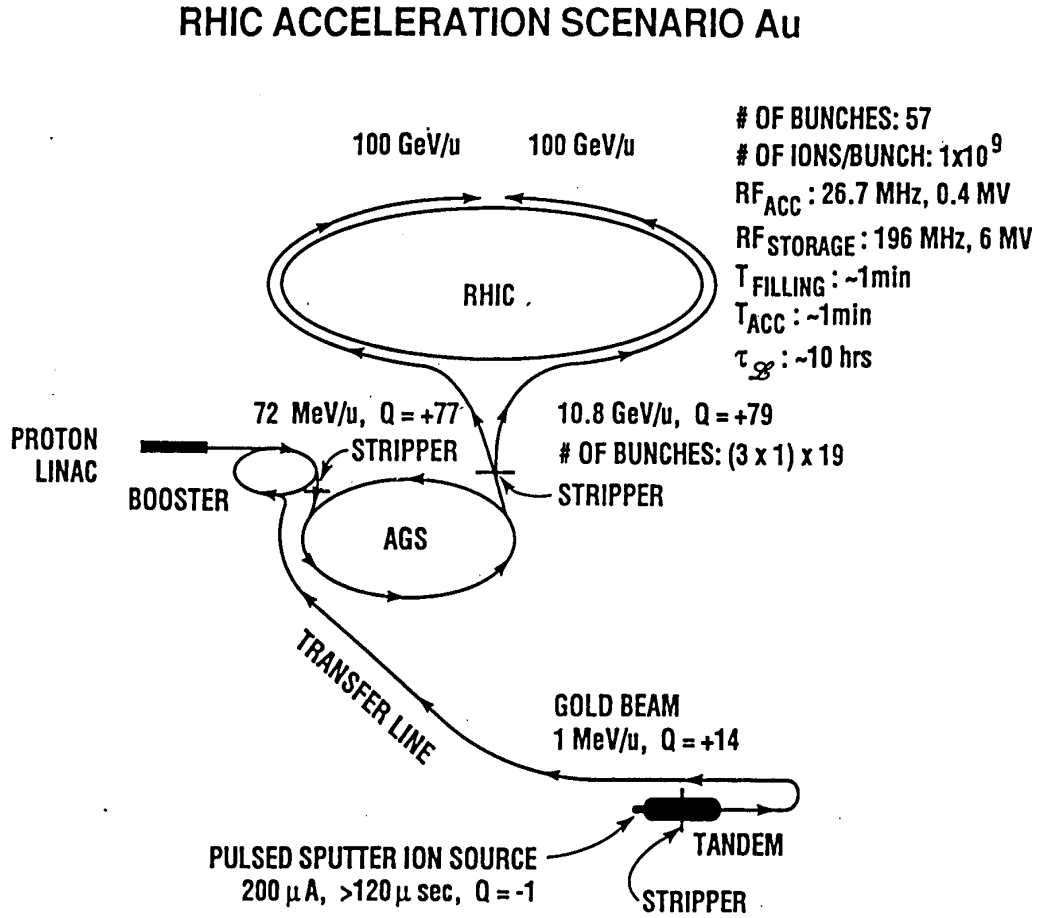 RHIC ACCELERATION SCENARIO Au
100 GeV/u 100 GeV/u
# OF BUNCHES: 57
# OF IONS/BUNCH: 1x10^9
RF_ACC : 26.7 MHz, 0.4 MV
RF_STORAGE : 196 MHz, 6 MV
T_FILLING : ~1min
T_ACC : ~1min
τ_ℒ : ~10 hrs
RHIC
72 MeV/u, Q = +77
STRIPPER
10.8 GeV/u, Q = +79
# OF BUNCHES: (3 x 1) x 19
STRIPPER
PROTON
LINAC
BOOSTER
AGS
TRANSFER LINE
GOLD BEAM
1 MeV/u, Q = +14
TANDEM
PULSED SPUTTER ION SOURCE
200 µA, >120 µ sec, Q = -1
STRIPPER